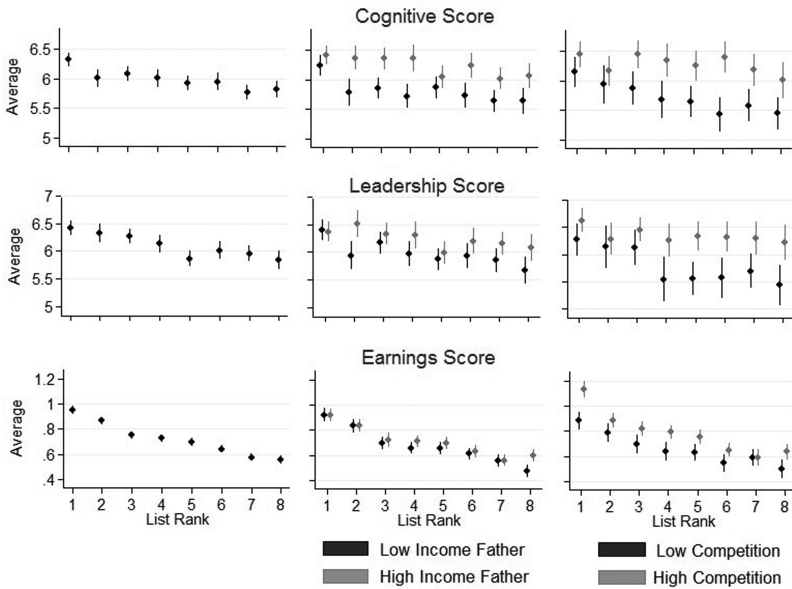 Cognitive Score
Average
6.5
6
5.5
5
Leadership Score
Average
7
6.5
6
5.5
5
Earnings Score
Average
1.2
1
.8
.6
.4
1 2 3 4 5 6 7 8
List Rank
1 2 3 4 5 6 7 8
List Rank
1 2 3 4 5 6 7 8
List Rank
Low Income Father
High Income Father
Low Competition
High Competition